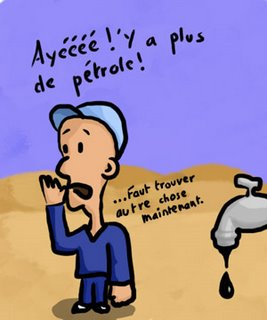 Ayéééé !'y a plus
de pétrole!
...Faut trouver
autre chose
maintenant.